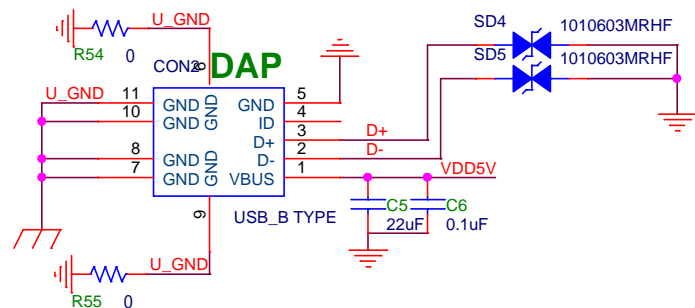 U_GND
SD4 1010603MRHF
R54 0
CON2 DAP
SD5 1010603MRHF
6
U_GND 11 GND GND GND 5
10 GND ID 4
D+ 3 D+
8 GND D- 2 D-
7 GND GND VBUS 1 VDD5V
9
USB_B TYPE
C5 C6
22uF 0.1uF
U_GND
R55 0